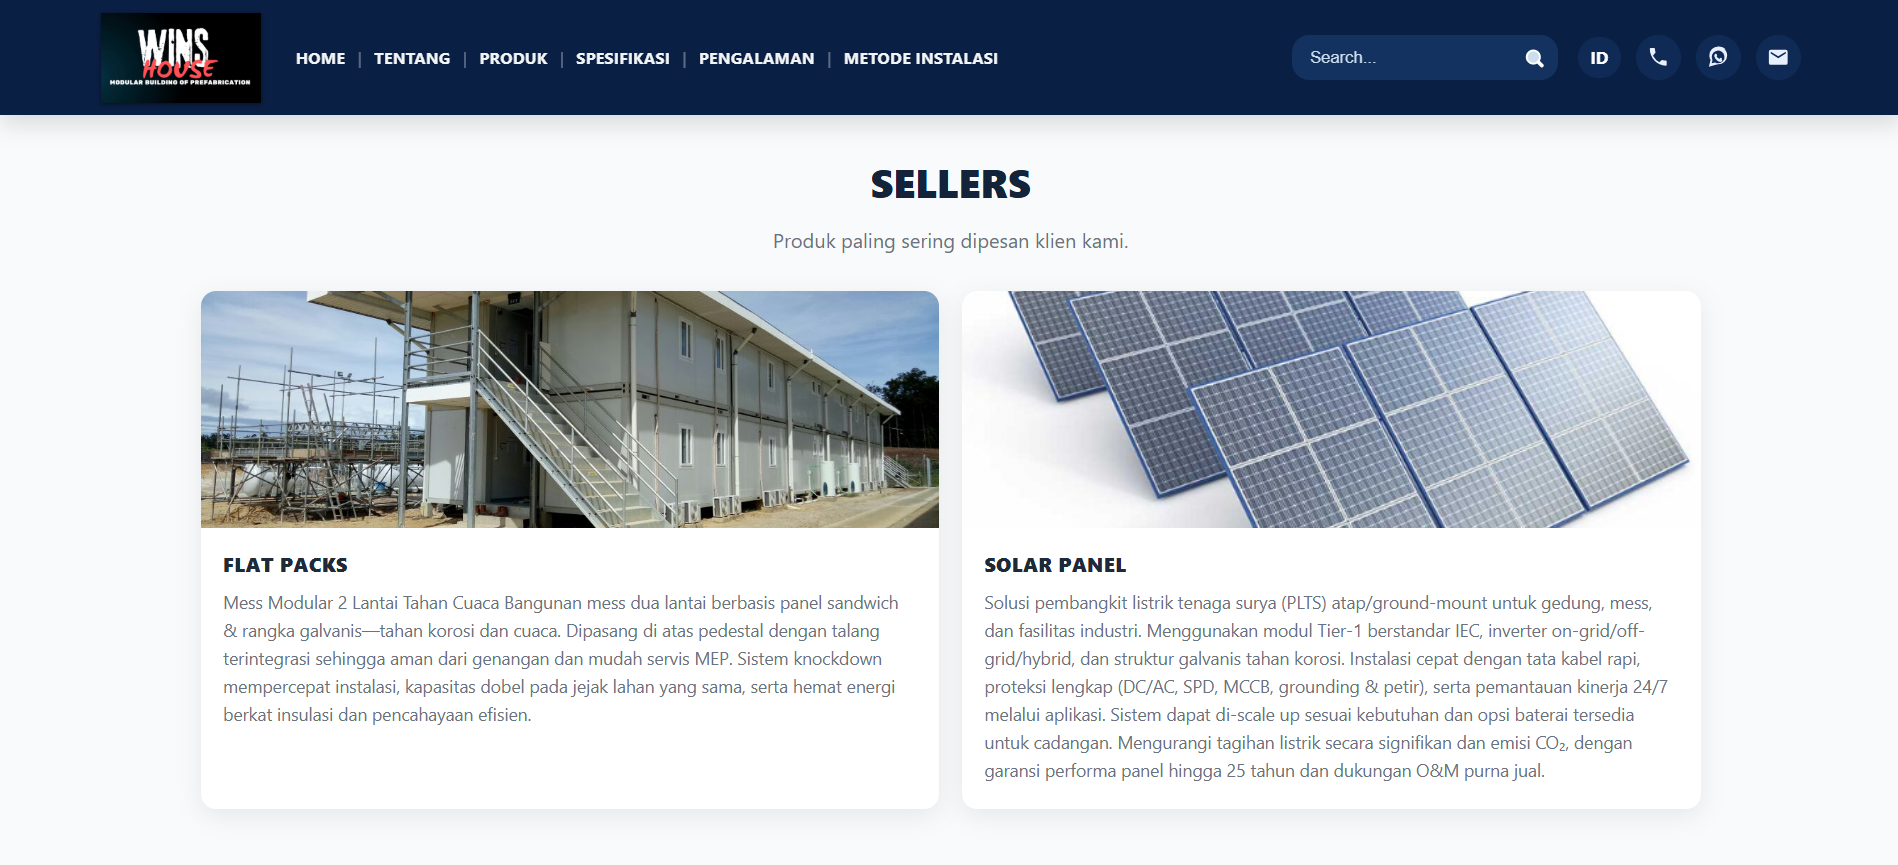 WINS
HOUSE
MODULAR BUILDING OF PREFABRICATION
HOME | TENTANG | PRODUK | SPESIFIKASI | PENGALAMAN | METODE INSTALASI
Search...
ID
SELLERS
Produk paling sering dipesan klien kami.
FLAT PACKS
Mess Modular 2 Lantai Tahan Cuaca Bangunan mess dua lantai berbasis panel sandwich
& rangka galvanis—tahan korosi dan cuaca. Dipasang di atas pedestal dengan talang
terintegrasi sehingga aman dari genangan dan mudah servis MEP. Sistem knockdown
mempercepat instalasi, kapasitas dobel pada jejak lahan yang sama, serta hemat energi
berkat insulasi dan pencahayaan efisien.
SOLAR PANEL
Solusi pembangkit listrik tenaga surya (PLTS) atap/ground-mount untuk gedung, mess,
dan fasilitas industri. Menggunakan modul Tier-1 berstandar IEC, inverter on-grid/off-
grid/hybrid, dan struktur galvanis tahan korosi. Instalasi cepat dengan tata kabel rapi,
proteksi lengkap (DC/AC, SPD, MCCB, grounding & petir), serta pemantauan kinerja 24/7
melalui aplikasi. Sistem dapat di-scale up sesuai kebutuhan dan opsi baterai tersedia
untuk cadangan. Mengurangi tagihan listrik secara signifikan dan emisi CO₂, dengan
garansi performa panel hingga 25 tahun dan dukungan O&M purna jual.